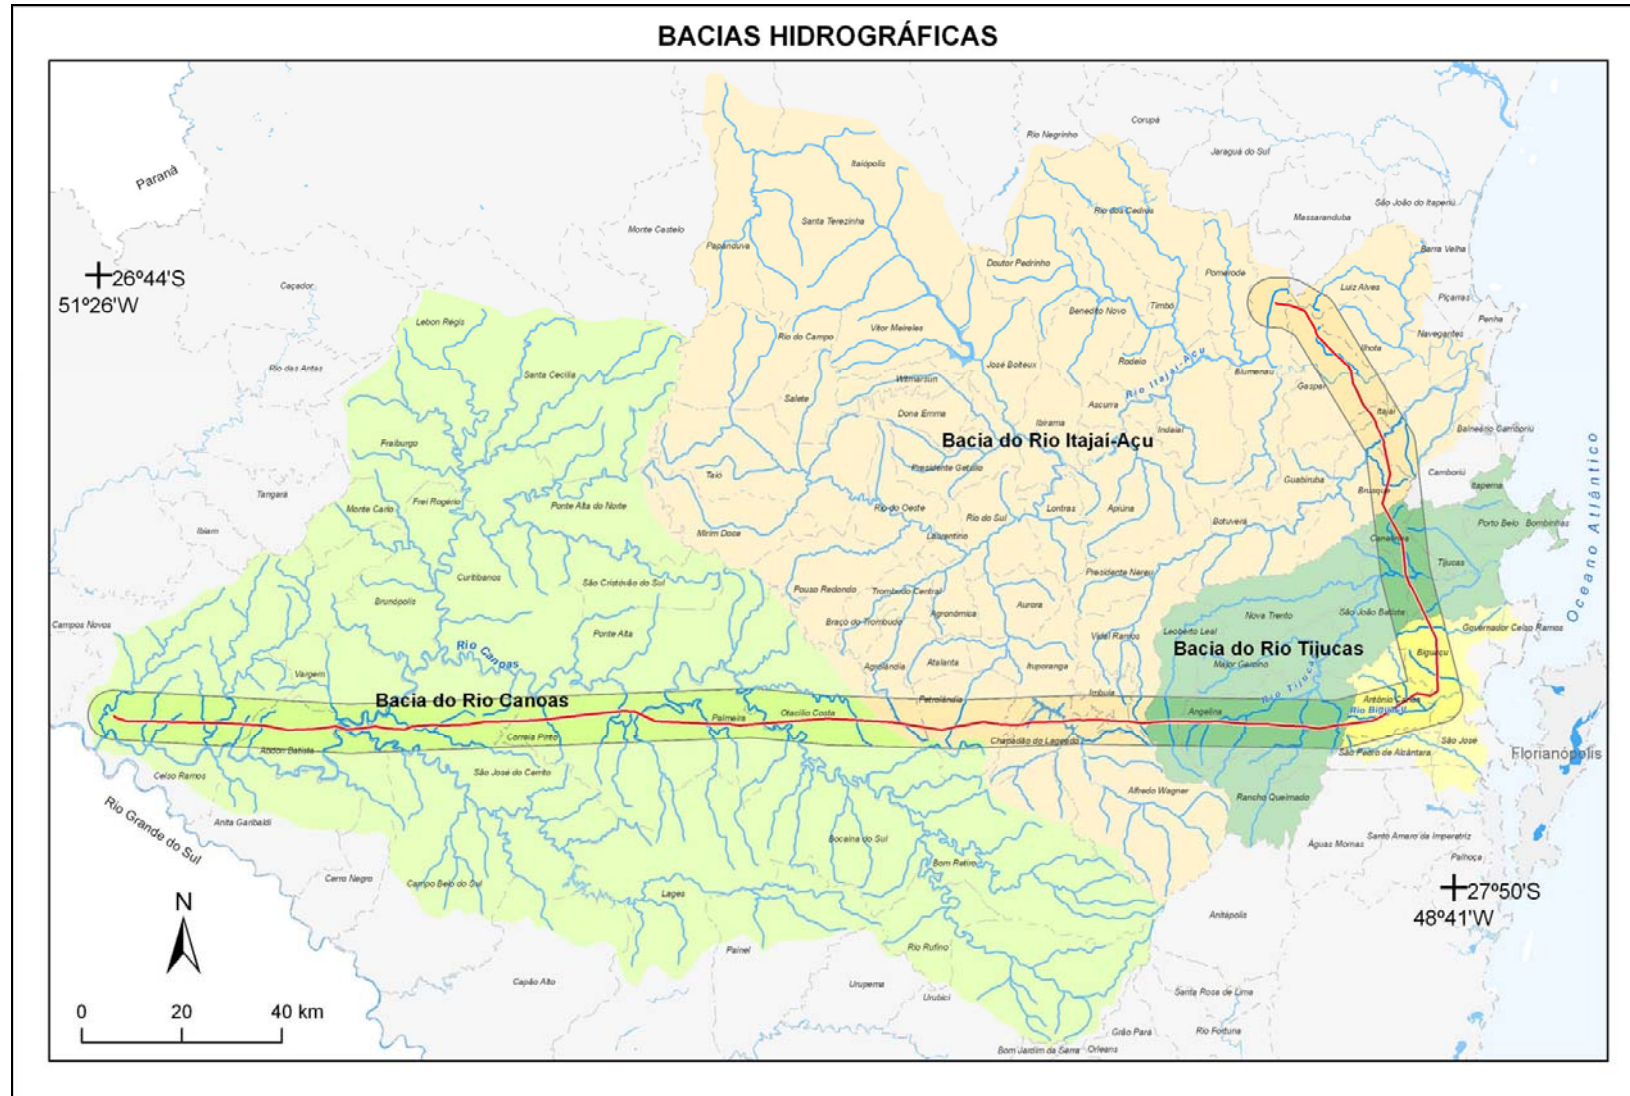 BACIAS HIDROGRÁFICAS
Corupá
Rio Negrinho
Jaraguá do Sul
Itaiópolis
Paraná
São João do Itaperiú
Rio dos Cedros
Massaranduba
Santa Terezinha
Monte Castelo
Papanduva
Barra Velha
Doutor Pedrinho
Pomerode
26º44'S
51º26'W
Caçador
Luiz Alves
Piçarras
Lebon Régis
Timbó
Benedito Novo
Penha
Vitor Meireles
Rio do Campo
Navegantes
Ilhota
Rio das Antas
Santa Cecília
José Boiteux
Rodeio
Rio Itajaí-Açu
Blumenau
Witmarsun
Gaspar
Salete
Ascurra
Dona Emma
Itajaí
Ibirama
Indaial
Balneário Camboriú
Fraiburgo
Bacia do Rio Itajaí-Açu
Oceano Atlântico
Presidente Getúlio
Camboriú
Taió
Guabiruba
Itapema
Brusque
Tangará
Frei Rogério
Monte Carlo
Ponte Alta do Norte
Rio do Oeste
Lontras
Apiúna
Rio do Sul
Botuverá
Porto Belo
Bombinhas
Ibiam
Mirim Doce
Laurentino
Canelinha
Tijucas
Presidente Nereu
Curitibanos
São Cristóvão do Sul
Pouso Redondo
Trombudo Central
Brunópolis
Aurora
Agronômica
Nova Trento
São João Batista
Campos Novos
Braço do Trombudo
Ponte Alta
Vidal Ramos
Leoberto Leal
Governador Celso Ramos
Rio Canoas
Bacia do Rio Tijucas
Biguaçu
Agrolândia
Atalanta
Ituporanga
Major Gercino
Vargem
Rio Tijucas
Bacia do Rio Canoas
Petrolândia
Imbuia
Antônio Carlos
Palmeira
Otacílio Costa
Angelina
Rio Biguaçu
Correia Pinto
Chapadão do Lageado
São José
Abdon Batista
São Pedro de Alcântara
Florianópolis
Celso Ramos
São José do Cerrito
Alfredo Wagner
Rancho Queimado
Rio Grande do Sul
Anita Garibaldi
Bocaina do Sul
Santo Amaro da Imperatriz
Águas Mornas
Palhoça
Bom Retiro
Cerro Negro
Campo Belo do Sul
Lages
27º50'S
48º41'W
N
Anitápolis
Painel
Rio Rufino
Capão Alto
Urupema
Urubici
Santa Rosa de Lima
0
20
40 km
Grão Pará
Rio Fortuna
Bom Jardim da Serra
Orleans